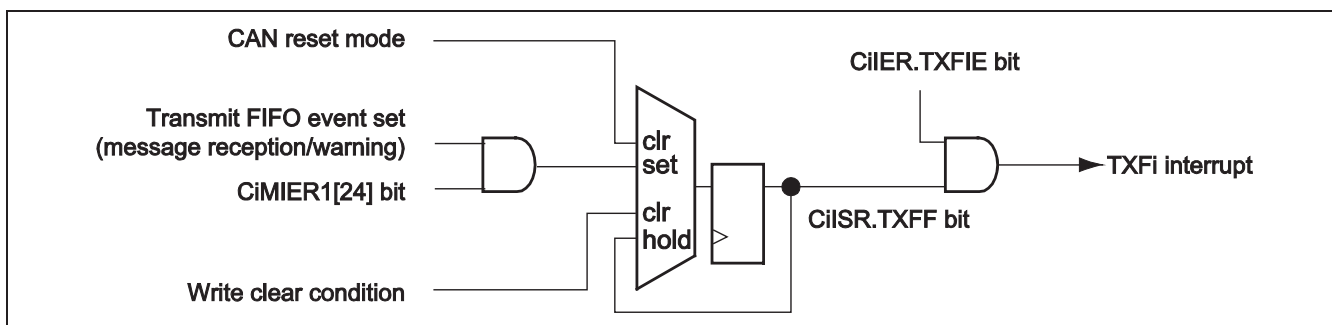 CAN reset mode
CiIER.TXFIE bit
Transmit FIFO event set
(message reception/warning)
CiMIER1[24] bit
clr
set
clr
hold
TXFi interrupt
CiISR.TXFF bit
Write clear condition